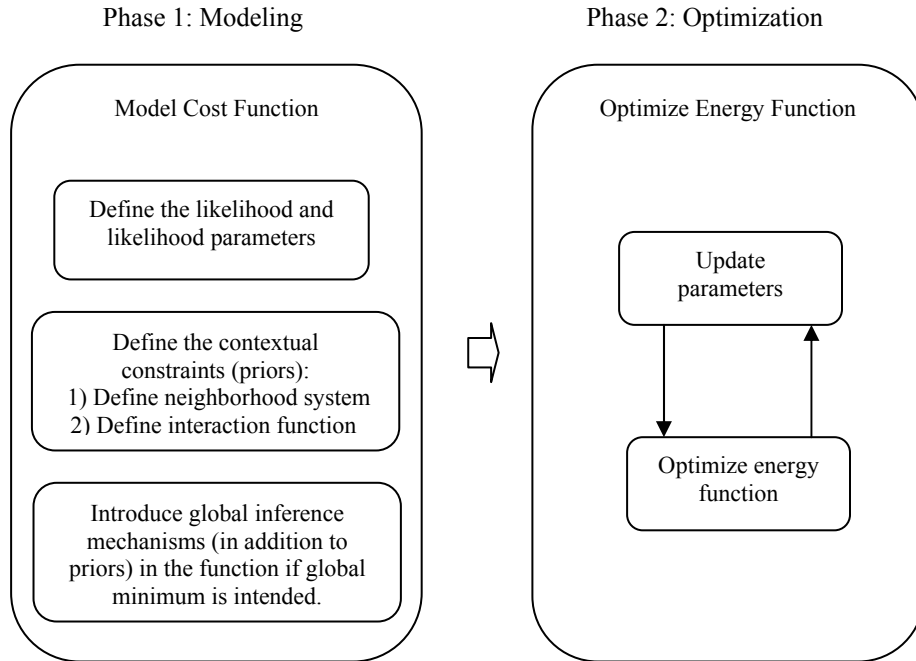 Phase 1: Modeling
Model Cost Function
Define the likelihood and
likelihood parameters
Define the contextual
constraints (priors):
1) Define neighborhood system
2) Define interaction function
Introduce global inference
mechanisms (in addition to
priors) in the function if global
minimum is intended.
Phase 2: Optimization
Optimize Energy Function
Update
parameters
Optimize energy
function